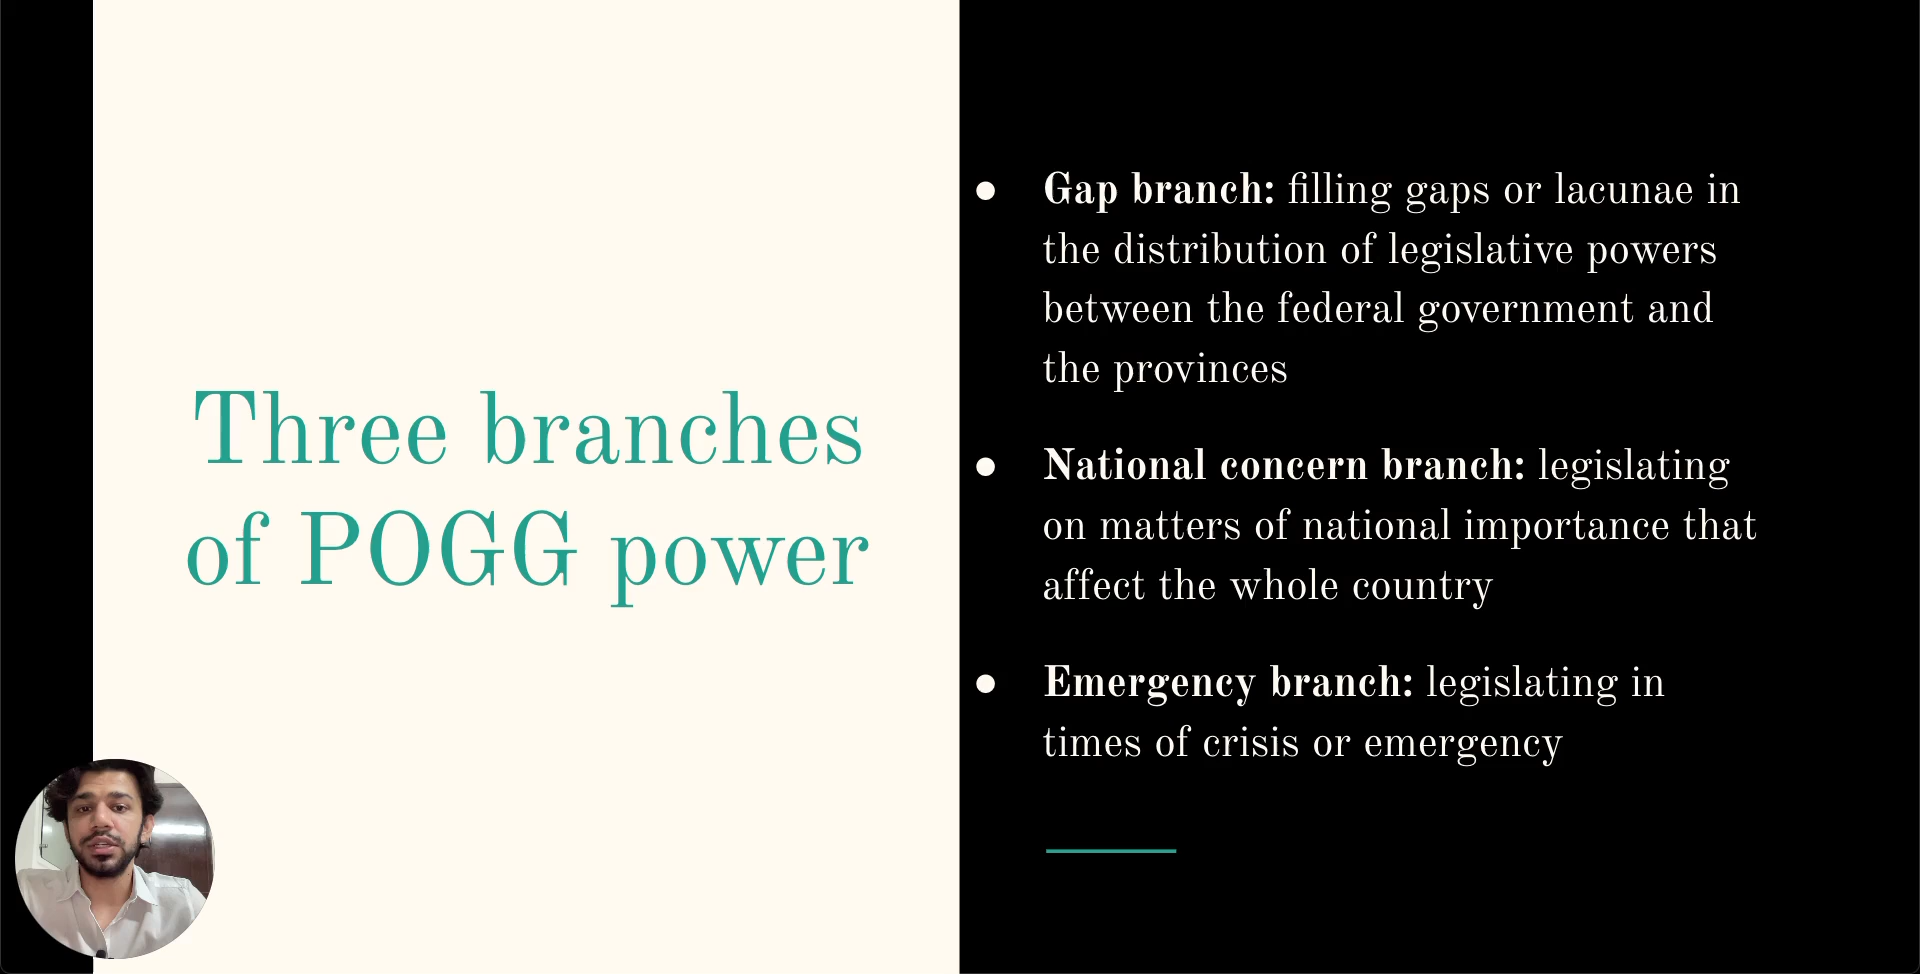 Three branches
of POGG power
● Gap branch: filling gaps or lacunae in
the distribution of legislative powers
between the federal government and
the provinces
● National concern branch: legislating
on matters of national importance that
affect the whole country
● Emergency branch: legislating in
times of crisis or emergency